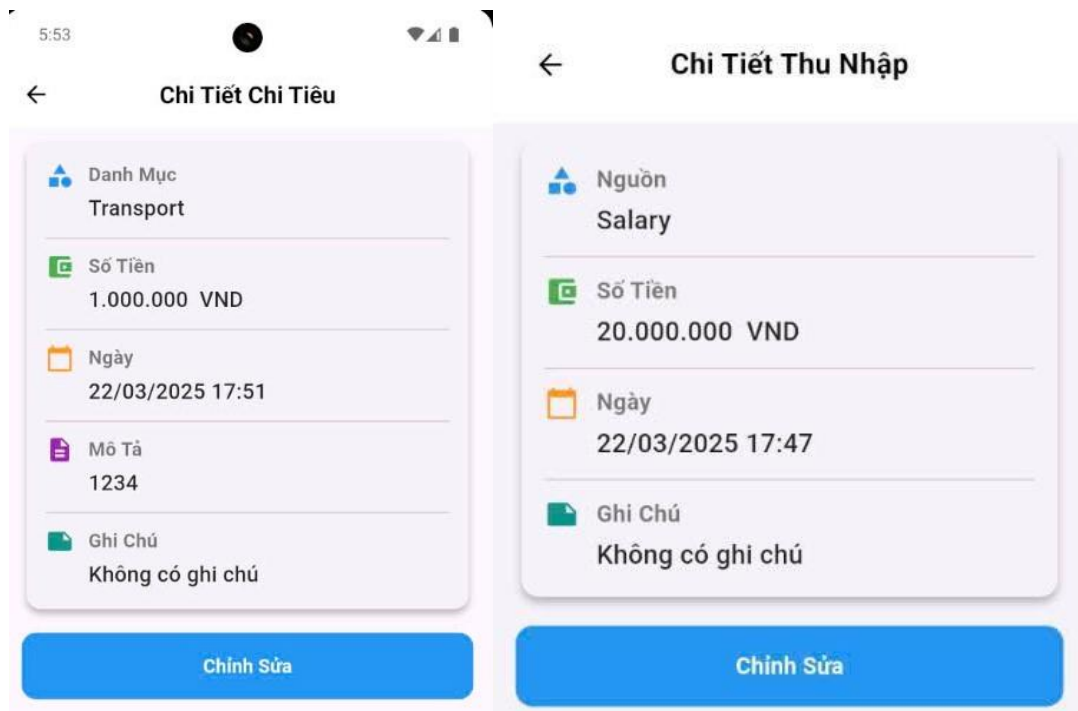 5:53
Chi Tiết Chi Tiêu
Danh Mục
Transport
Số Tiền
1.000.000 VND
Ngày
22/03/2025 17:51
Mô Tả
1234
Ghi Chú
Không có ghi chú
Chỉnh Sửa
Chi Tiết Thu Nhập
Nguồn
Salary
Số Tiền
20.000.000 VND
Ngày
22/03/2025 17:47
Ghi Chú
Không có ghi chú
Chỉnh Sửa